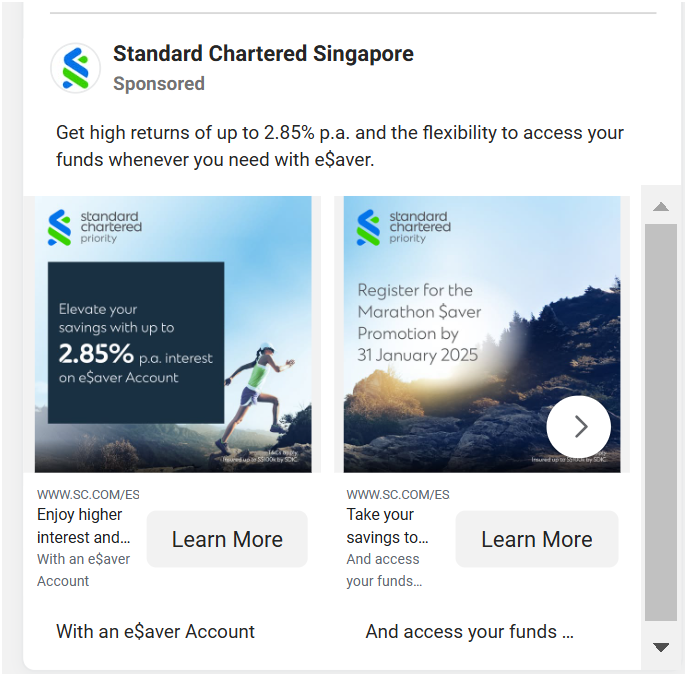 Standard Chartered Singapore
Sponsored
Get high returns of up to 2.85% p.a. and the flexibility to access your
funds whenever you need with e$aver.
standard
chartered
priority
Elevate your
savings with up to
2.85% p.a. interest
on e$aver Account
T&Cs apply.
Insured up to S$100k by SDIC.
standard
chartered
priority
Register for the
Marathon $aver
Promotion by
31 January 2025
Insured up to S$100k by SDIC.
WWW.SC.COM/ES
Enjoy higher
interest and...
With an e$aver
Account
Learn More
WWW.SC.COM/ES
Take your
savings to...
And access
your funds...
Learn More
With an e$aver Account
And access your funds ...